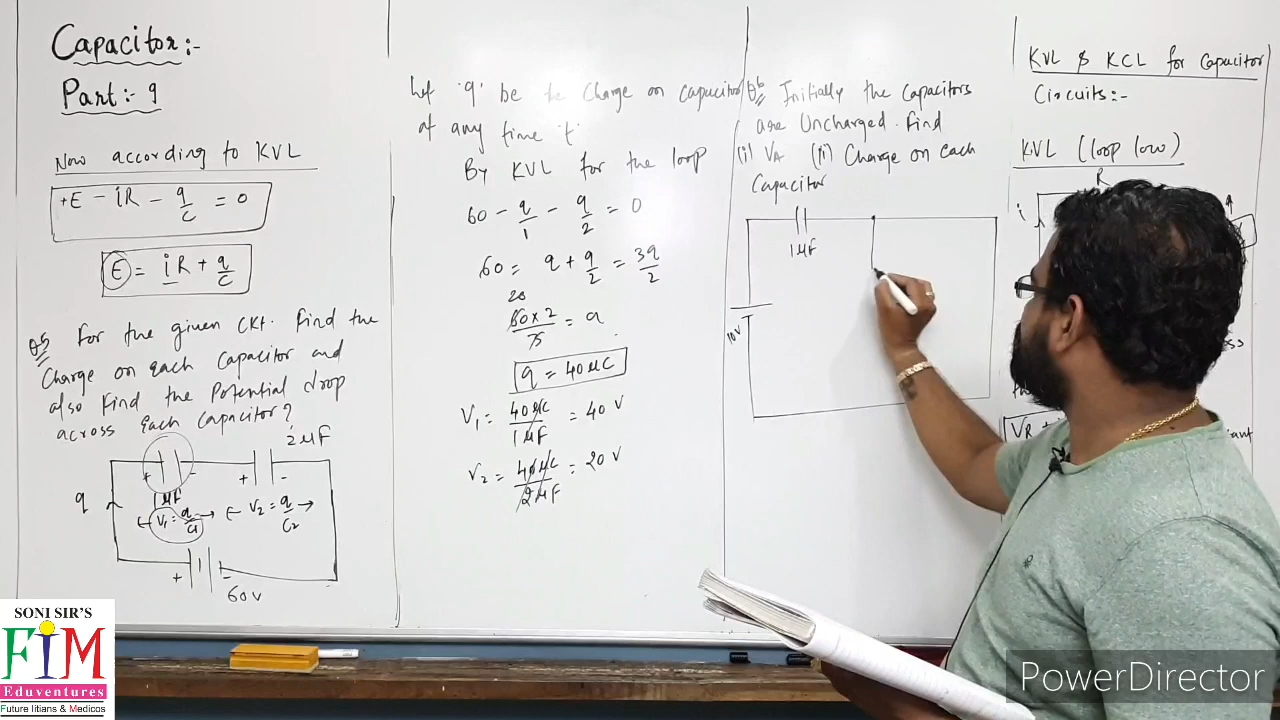 Capacitor:-
Part:- 9
Now according to KVL
+E - iR - q/C = 0
E = iR + q/C
Q5 For the given Ckt. Find the
Charge on each Capacitor and
also Find the Potential drop
across Each Capacitor?
2μF
+ - + -
q
1μF
V1 = q/C1 V2 = q/C2
+ -
60V
Let 'q' be the Charge on capacitor
at any time 't'
By KVL for the loop
60 - q/1 - q/2 = 0
60 = q + q/2 = 3q/2
20
60 x 2/3 = q
q = 40 μC
V1 = 40μC/1μF = 40 V
V2 = 40μC/2μF = 20 V
Q6 Initially the Capacitors
are Uncharged. Find
(i) VA (ii) Charge on each
Capacitor
1μF
10V
KVL & KCL for Capacitor
Circuits:-
KVL (loop low)
R
i
SONI SIR'S
FIM
Eduventures
Future Iitians & Medicos
PowerDirector